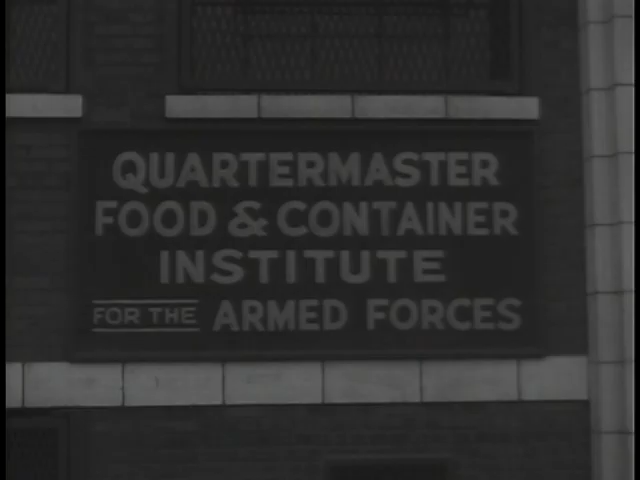 QUARTERMASTER
FOOD & CONTAINER
INSTITUTE
FOR THE ARMED FORCES